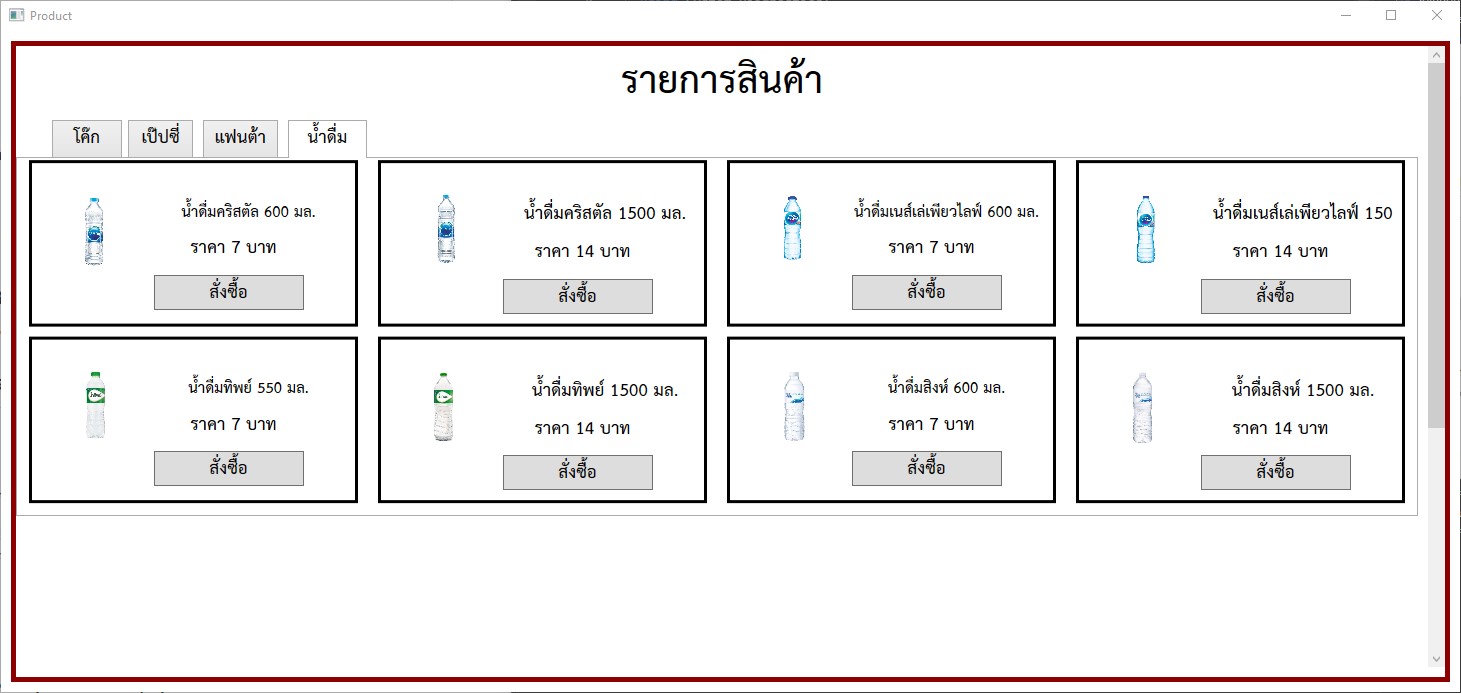 Product
รายการสินค้า
โค๊ก เป๊ปซี่ แฟนต้า น้ำดื่ม
น้ำดื่มคริสตัล 600 มล.
ราคา 7 บาท
สั่งซื้อ
น้ำดื่มคริสตัล 1500 มล.
ราคา 14 บาท
สั่งซื้อ
น้ำดื่มเนส์เล่เพียวไลฟ์ 600 มล.
ราคา 7 บาท
สั่งซื้อ
น้ำดื่มเนส์เล่เพียวไลฟ์ 150
ราคา 14 บาท
สั่งซื้อ
น้ำดื่มทิพย์ 550 มล.
ราคา 7 บาท
สั่งซื้อ
น้ำดื่มทิพย์ 1500 มล.
ราคา 14 บาท
สั่งซื้อ
น้ำดื่มสิงห์ 600 มล.
ราคา 7 บาท
สั่งซื้อ
น้ำดื่มสิงห์ 1500 มล.
ราคา 14 บาท
สั่งซื้อ